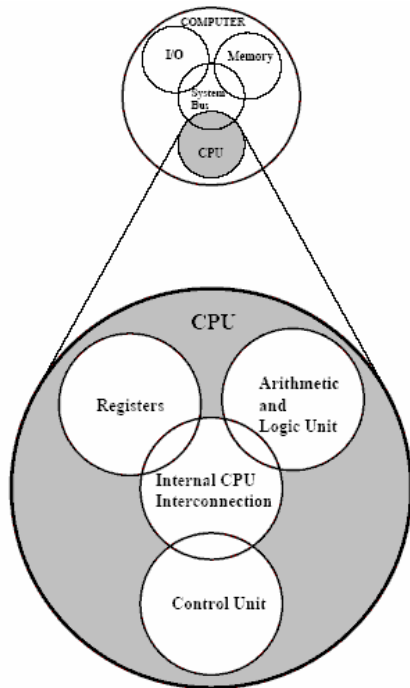 COMPUTER
I/O
Memory
System
Bus
CPU
CPU
Registers
Arithmetic
and
Logic Unit
Internal CPU
Interconnection
Control Unit